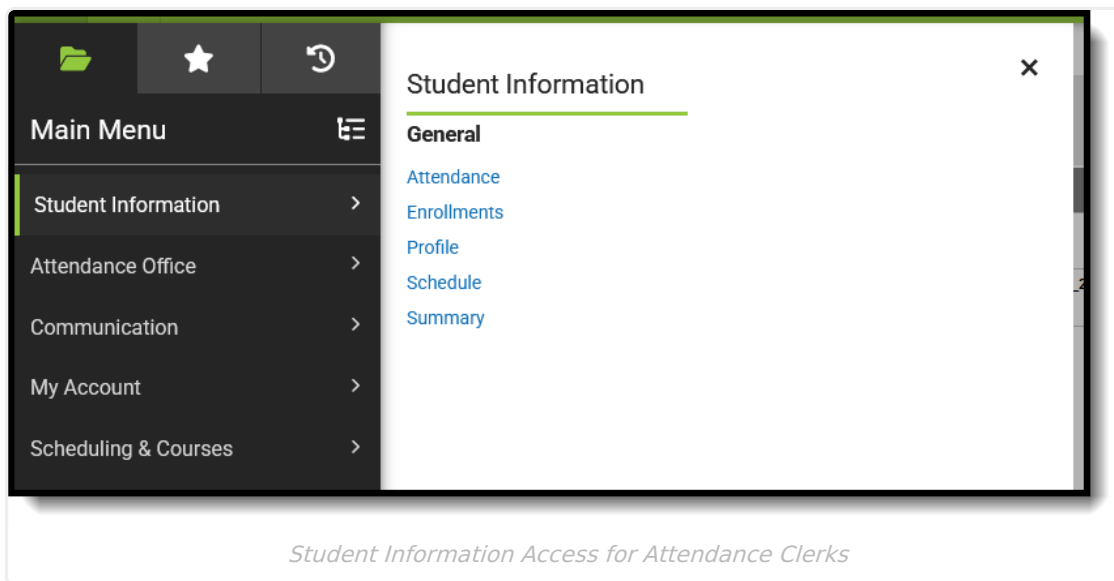 Main Menu
Student Information
Attendance Office
Communication
My Account
Scheduling & Courses
Student Information
General
Attendance
Enrollments
Profile
Schedule
Summary
_2
Student Information Access for Attendance Clerks